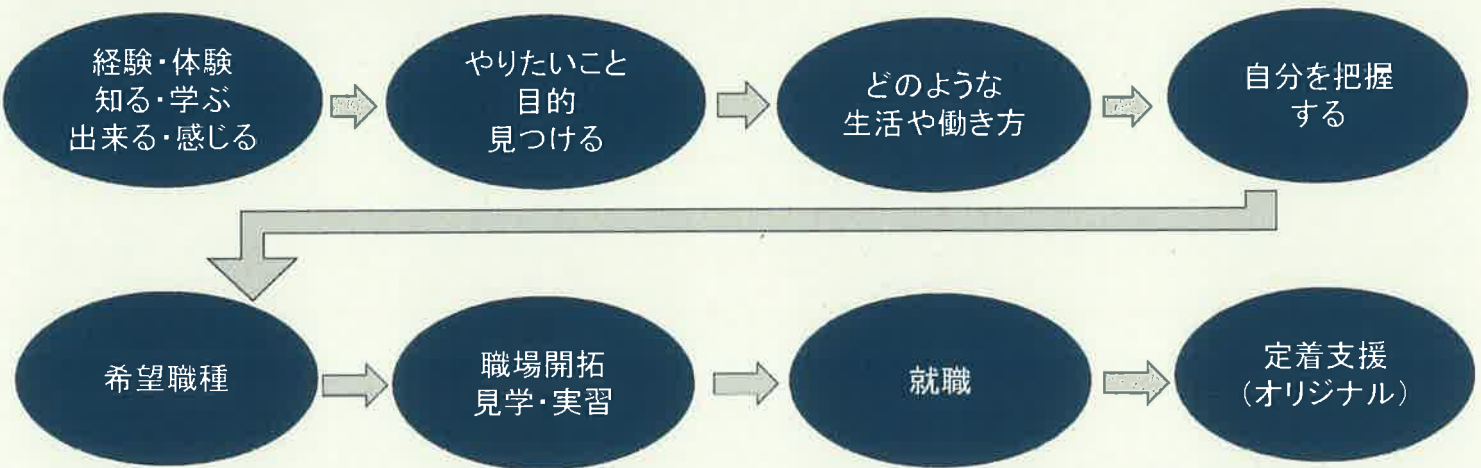 経験・体験
知る・学ぶ
出来る・感じる
やりたいこと
目的
見つける
どのような
生活や働き方
自分を把握
する
希望職種
職場開拓
見学・実習
就職
定着支援
(オリジナル)